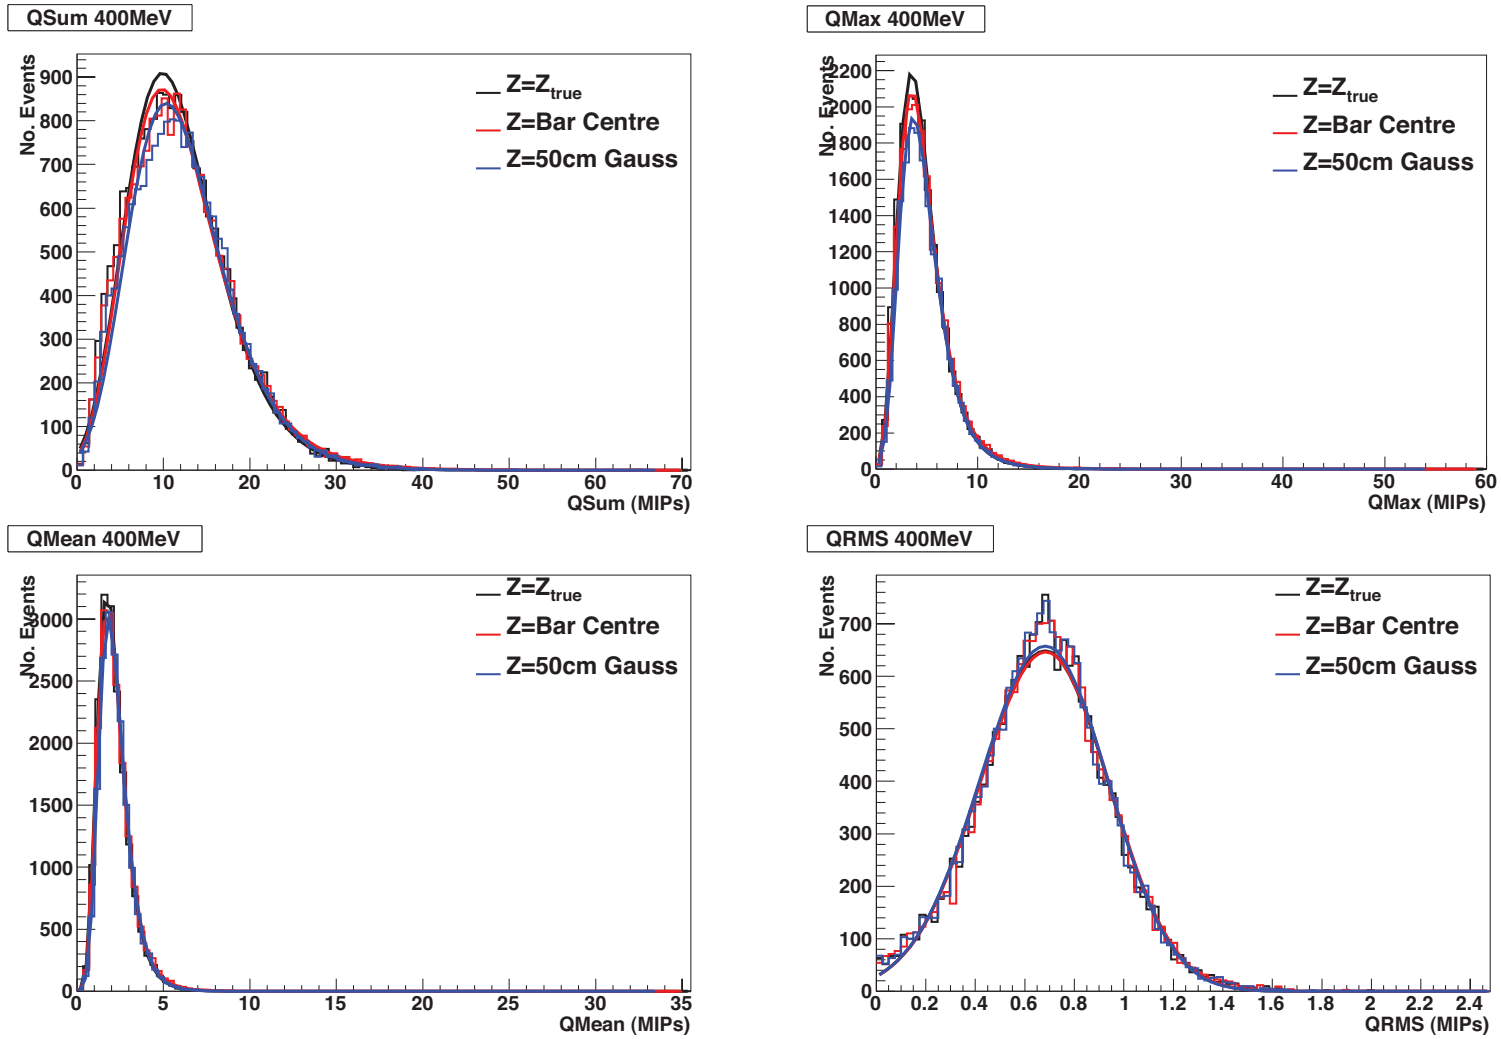 QSum 400MeV
No. Events
900
800
700
600
500
400
300
200
100
0
0 10 20 30 40 50 60 70
QSum (MIPs)
Z=Ztrue
Z=Bar Centre
Z=50cm Gauss
QMax 400MeV
No. Events
2200
2000
1800
1600
1400
1200
1000
800
600
400
200
0
0 10 20 30 40 50 60
QMax (MIPs)
Z=Ztrue
Z=Bar Centre
Z=50cm Gauss
QMean 400MeV
No. Events
3000
2500
2000
1500
1000
500
0
0 5 10 15 20 25 30 35
QMean (MIPs)
Z=Ztrue
Z=Bar Centre
Z=50cm Gauss
QRMS 400MeV
No. Events
700
600
500
400
300
200
100
0
0 0.2 0.4 0.6 0.8 1 1.2 1.4 1.6 1.8 2 2.2 2.4
QRMS (MIPs)
Z=Ztrue
Z=Bar Centre
Z=50cm Gauss